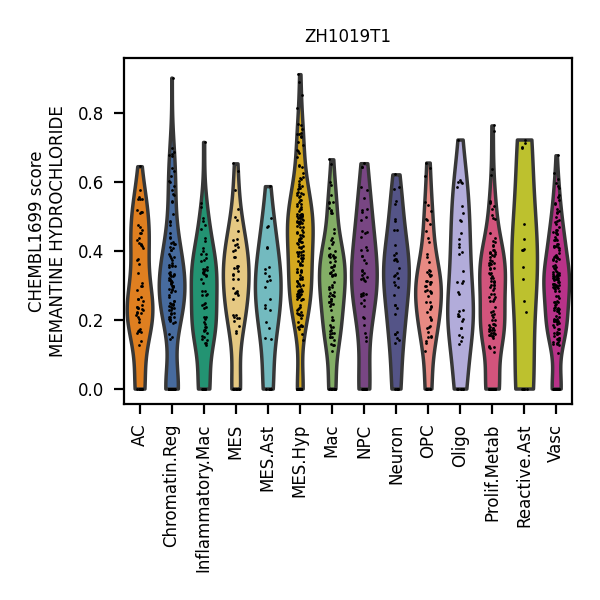 ZH1019T1
CHEMBL1699 score
MEMANTINE HYDROCHLORIDE
0.8
0.6
0.4
0.2
0.0
AC
Chromatin.Reg
Inflammatory.Mac
MES
MES.Ast
MES.Hyp
Mac
NPC
Neuron
OPC
Oligo
Prolif.Metab
Reactive.Ast
Vasc